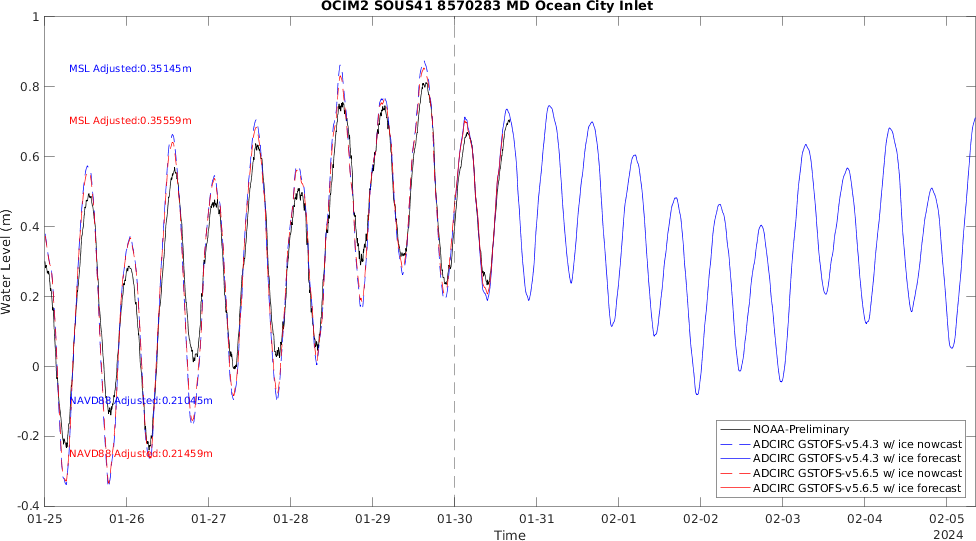 OCIM2 SOUS41 8570283 MD Ocean City Inlet
1
0.8
0.6
0.4
0.2
0
-0.2
-0.4
Water Level (m)
MSL Adjusted:0.35145m
MSL Adjusted:0.35559m
NAVD88 Adjusted:0.21045m
NAVD88 Adjusted:0.21459m
NOAA-Preliminary
ADCIRC GSTOFS-v5.4.3 w/ ice nowcast
ADCIRC GSTOFS-v5.4.3 w/ ice forecast
ADCIRC GSTOFS-v5.6.5 w/ ice nowcast
ADCIRC GSTOFS-v5.6.5 w/ ice forecast
01-25 01-26 01-27 01-28 01-29 01-30 01-31 02-01 02-02 02-03 02-04 02-05
Time
2024